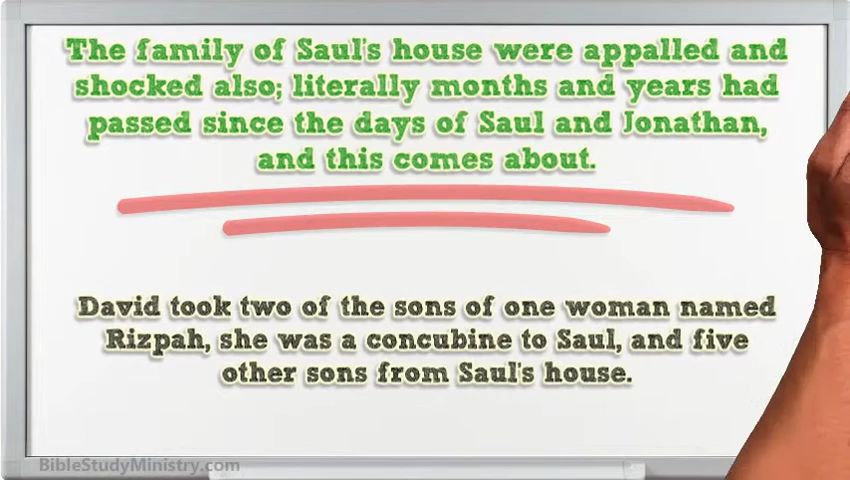 The family of Saul's house were appalled and
shocked also; literally months and years had
passed since the days of Saul and Jonathan,
and this comes about.
David took two of the sons of one woman named
Rizpah, she was a concubine to Saul, and five
other sons from Saul's house.
BibleStudyMinistry.com